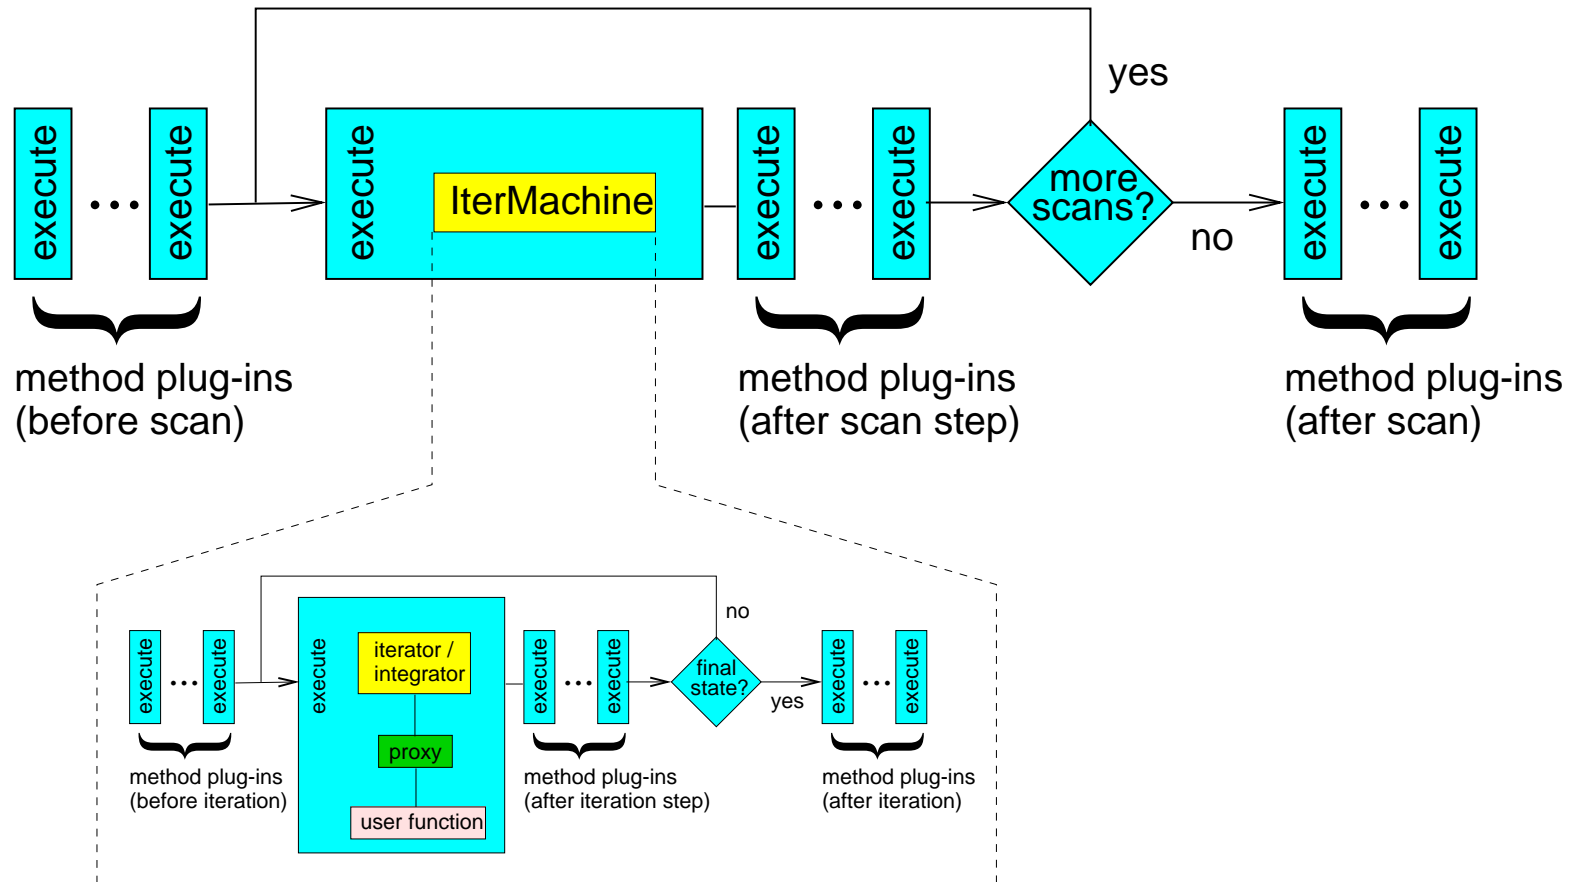 yes
execute
...
execute
execute
IterMachine
execute
...
execute
more
scans?
no
execute
...
execute
method plug-ins
(before scan)
method plug-ins
(after scan step)
method plug-ins
(after scan)
no
execute
...
execute
execute
iterator /
integrator
proxy
user function
execute
...
execute
final
state?
yes
execute
...
execute
method plug-ins
(before iteration)
method plug-ins
(after iteration step)
method plug-ins
(after iteration)